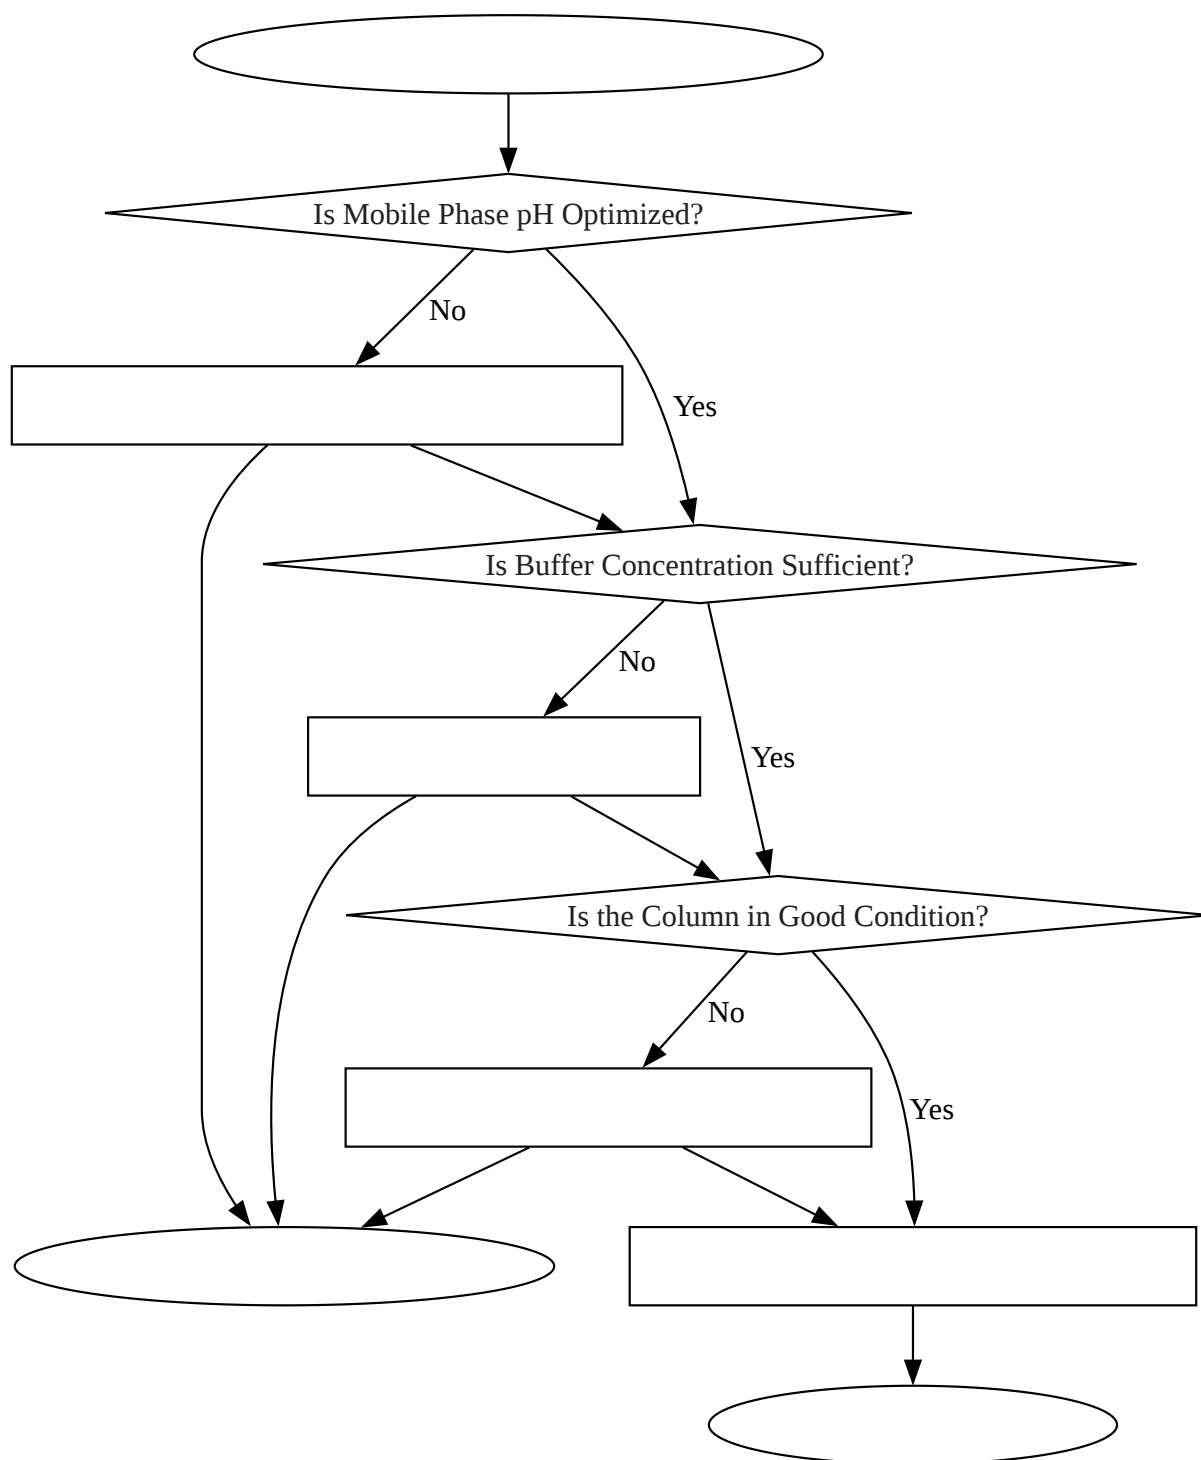 Is Mobile Phase pH Optimized?
No
Yes
Is Buffer Concentration Sufficient?
No
Yes
Is the Column in Good Condition?
No
Yes